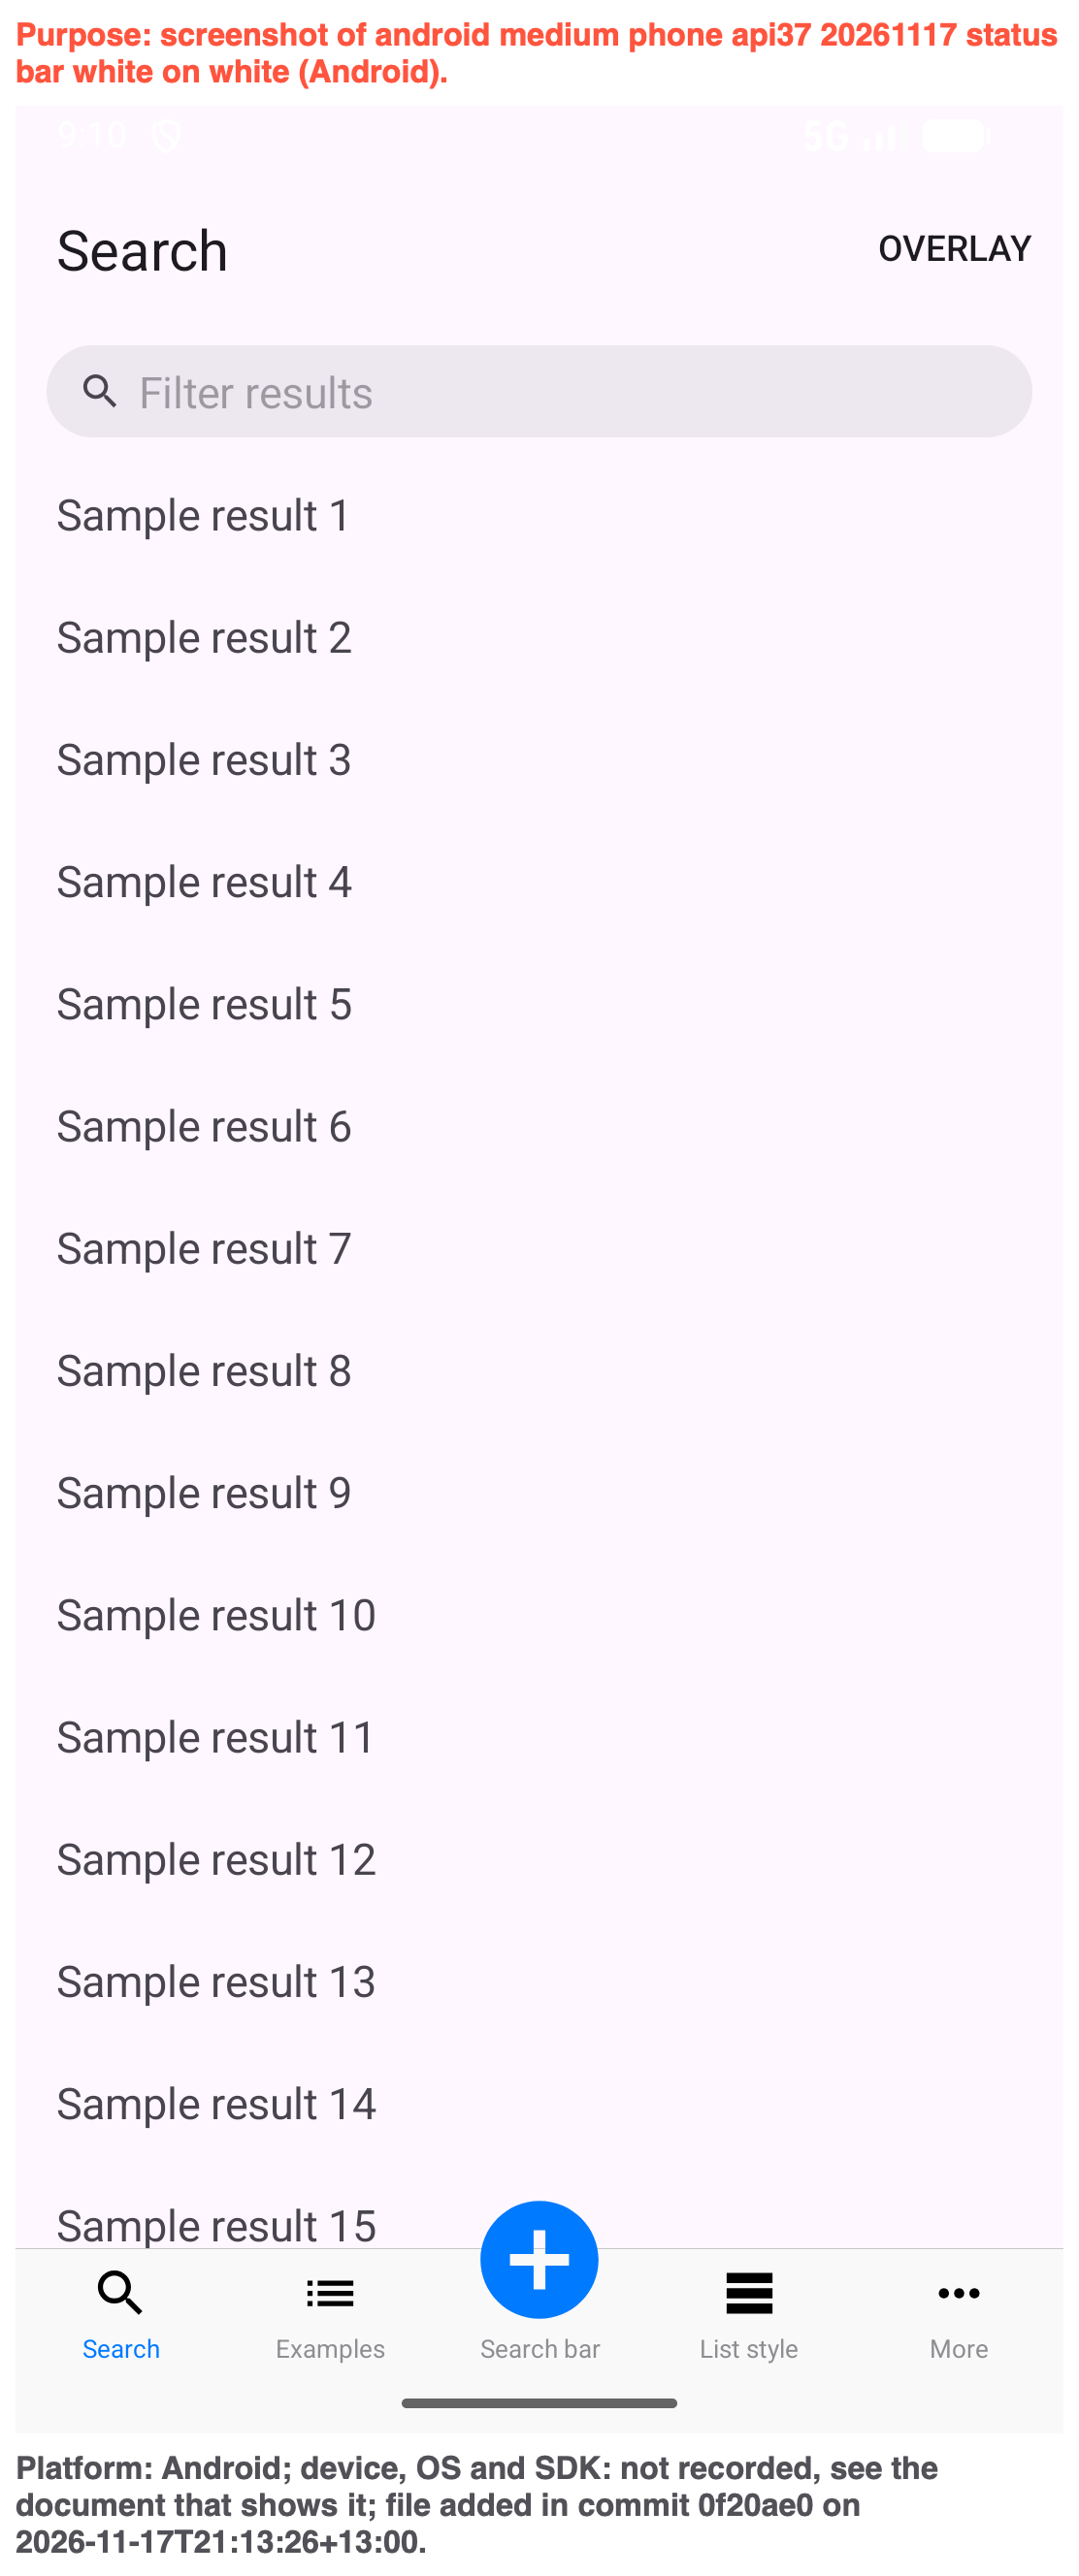 Purpose: screenshot of android medium phone api37 20261117 status
bar white on white (Android).
9:10 5G
Search OVERLAY
Filter results
Sample result 1
Sample result 2
Sample result 3
Sample result 4
Sample result 5
Sample result 6
Sample result 7
Sample result 8
Sample result 9
Sample result 10
Sample result 11
Sample result 12
Sample result 13
Sample result 14
Sample result 15
Search Examples Search bar List style More
Platform: Android; device, OS and SDK: not recorded, see the
document that shows it; file added in commit 0f20ae0 on
2026-11-17T21:13:26+13:00.